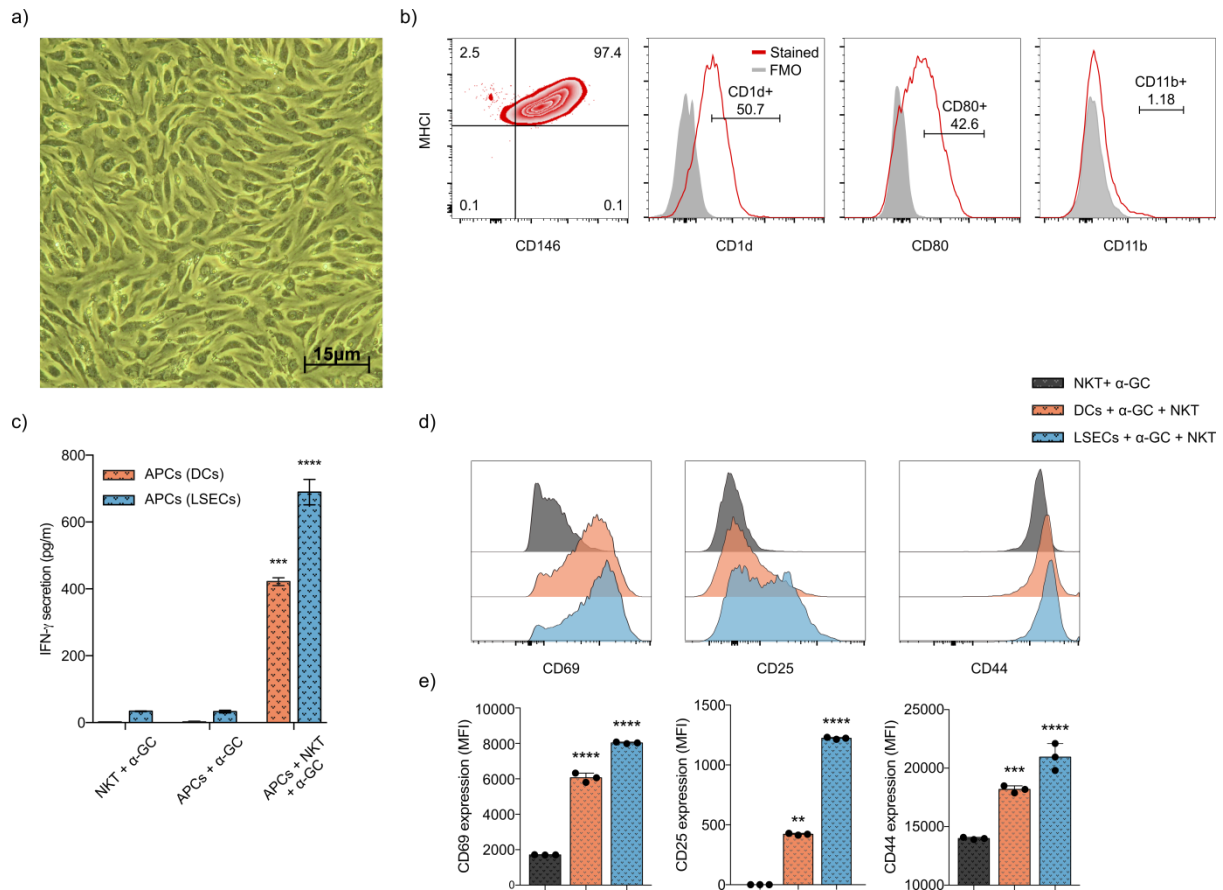 a)
15µm
b)
MHCI
2.5 97.4
0.1 0.1
CD146
Stained
FMO
CD1d+
50.7
CD1d
CD80+
42.6
CD80
CD11b+
1.18
CD11b
c)
IFN-γ secretion (pg/m)
800
600
400
200
0
APCs (DCs)
APCs (LSECs)
***
****
NKT + α-GC
APCs + α-GC
APCs + NKT
+ α-GC
NKT+ α-GC
DCs + α-GC + NKT
LSECs + α-GC + NKT
d)
CD69
CD25
CD44
e)
CD69 expression (MFI)
10000
8000
6000
4000
2000
0
****
****
CD25 expression (MFI)
1500
1000
500
0
**
****
CD44 expression (MFI)
25000
22000
18000
14000
10000
***
****